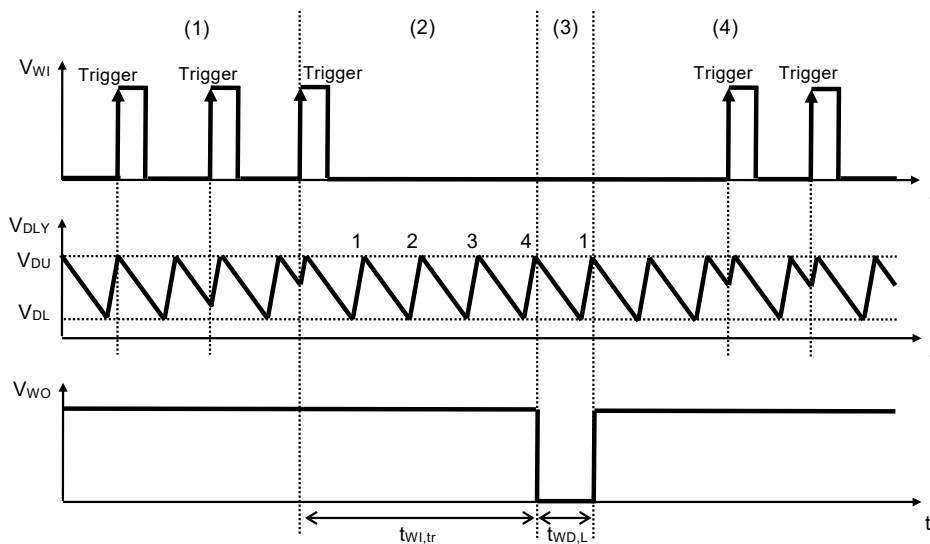 (1) (2) (3) (4)
VWI
Trigger Trigger Trigger Trigger Trigger
VDLY
1 2 3 4 1
VDU
VDL
VWO
t
tWI,tr tWD,L